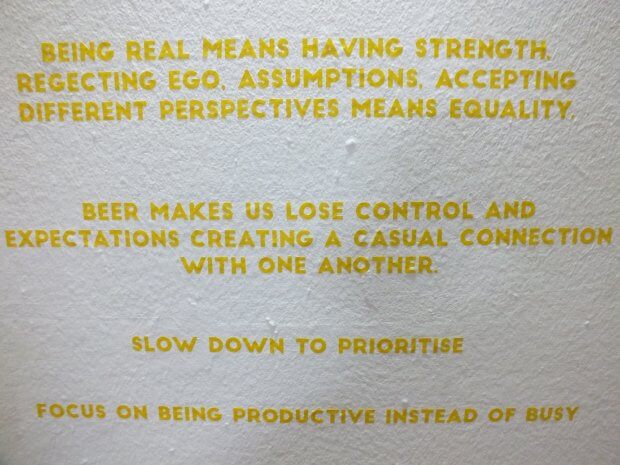 BEING REAL MEANS HAVING STRENGTH,
REGECTING EGO, ASSUMPTIONS, ACCEPTING
DIFFERENT PERSPECTIVES MEANS EQUALITY.
BEER MAKES US LOSE CONTROL AND
EXPECTATIONS CREATING A CASUAL CONNECTION
WITH ONE ANOTHER.
SLOW DOWN TO PRIORITISE
FOCUS ON BEING PRODUCTIVE INSTEAD OF BUSY